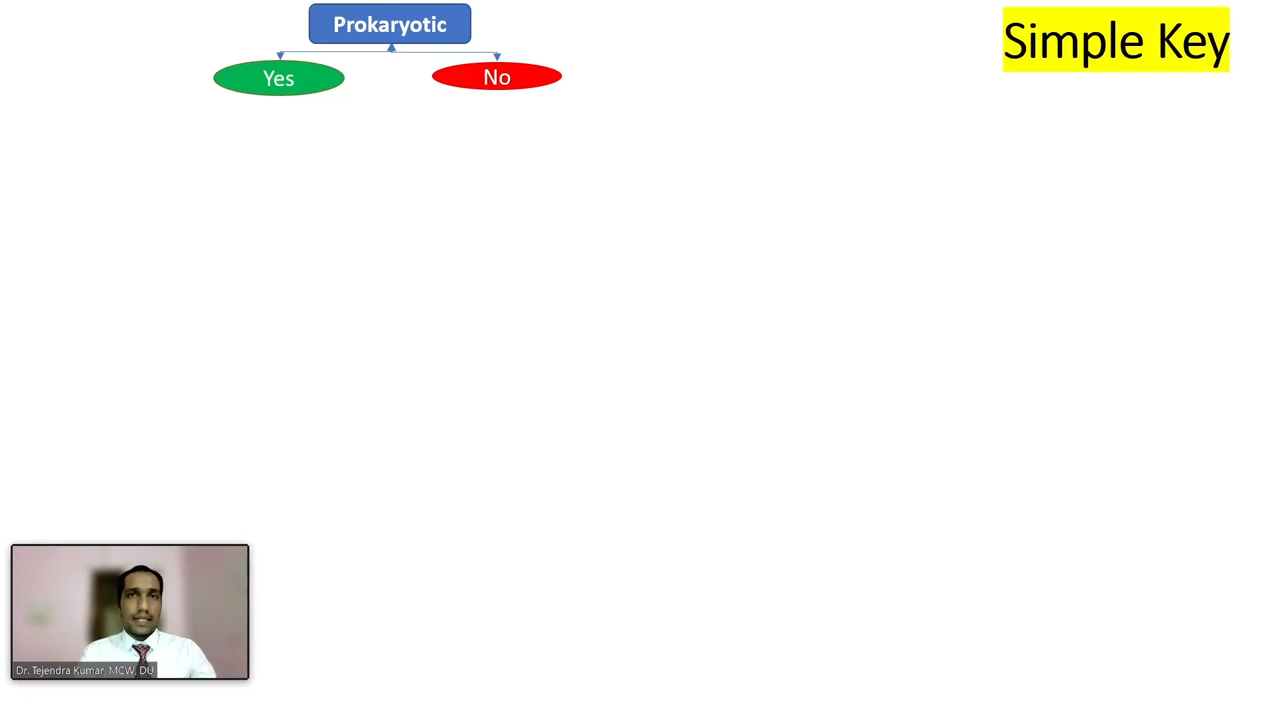 Prokaryotic
Simple Key
Yes
No
Dr. Tejendra Kumar, MCW, DU